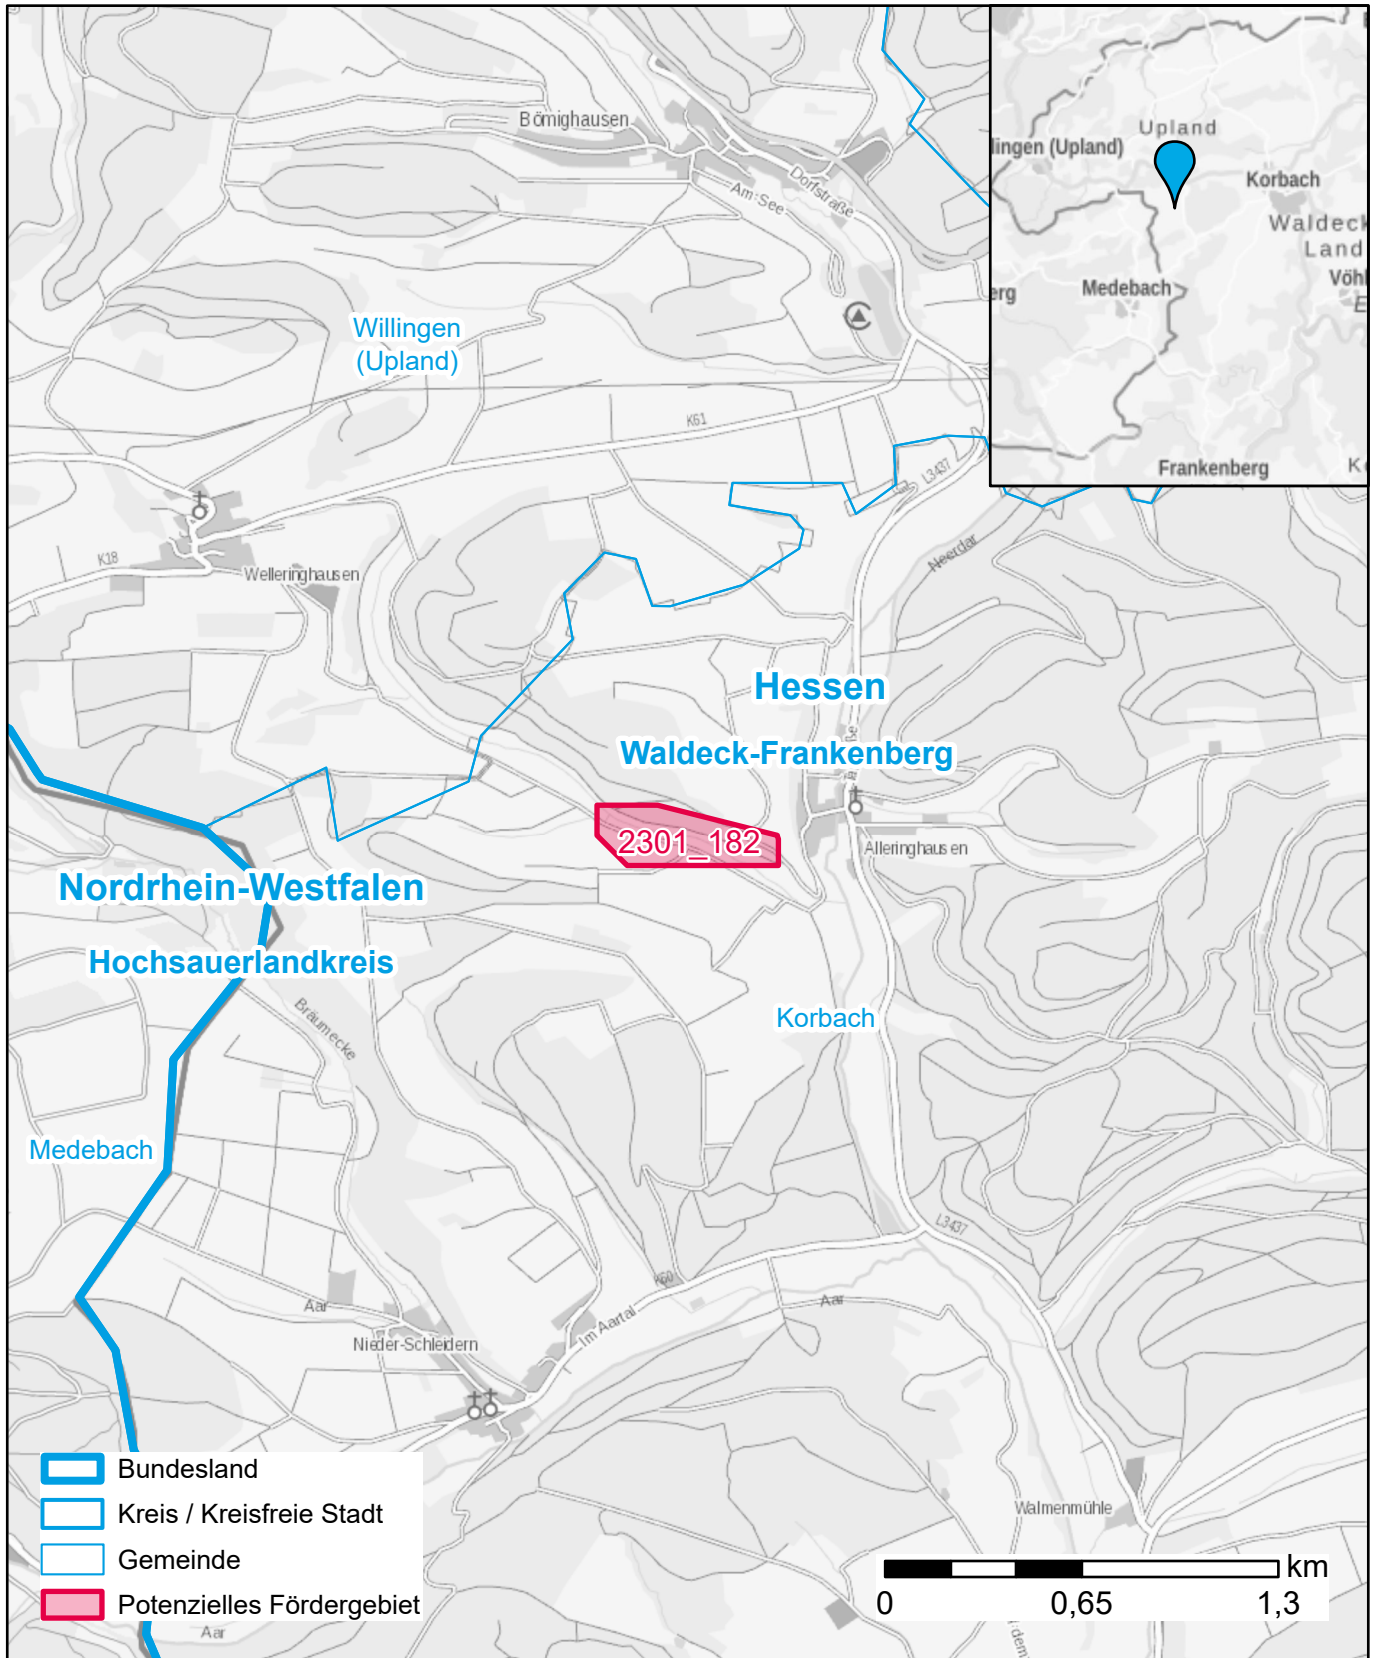 Bömighausen
Am-See
Dorfstraße
Upland
lingen (Upland)
Korbach
Waldeck
Land
Vöhl
Medebach
erg
E
Frankenberg
Willingen
(Upland)
K61
L3437
Neerdar
K18
Welleringhausen
Hessen
Waldeck-Frankenberg
2301_182
Alleringhausen
Nordrhein-Westfalen
Hochsauerlandkreis
Bräumecke
Korbach
Medebach
L3437
K60
Aar
Aar
Im Aartal
Nieder-Schleidern
Walmenmühle
Bundesland
Kreis / Kreisfreie Stadt
Gemeinde
Potenzielles Fördergebiet
Aar
km
0
0,65
1,3